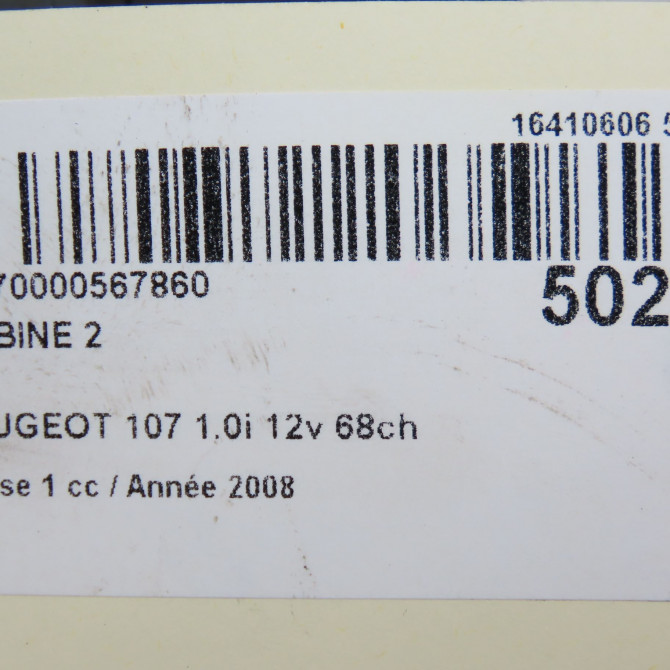 16410606 5
70000567860
502
BINE 2
UGEOT 107 1.0i 12v 68ch
se 1 cc / Année 2008